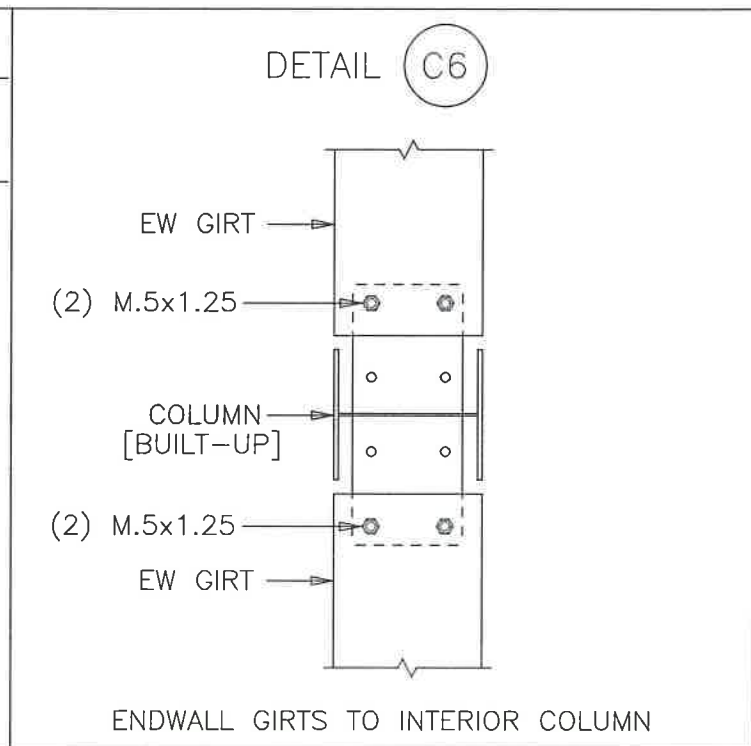 DETAIL C6
EW GIRT
(2) M.5x1.25
COLUMN
[BUILT-UP]
(2) M.5x1.25
EW GIRT
ENDWALL GIRTS TO INTERIOR COLUMN